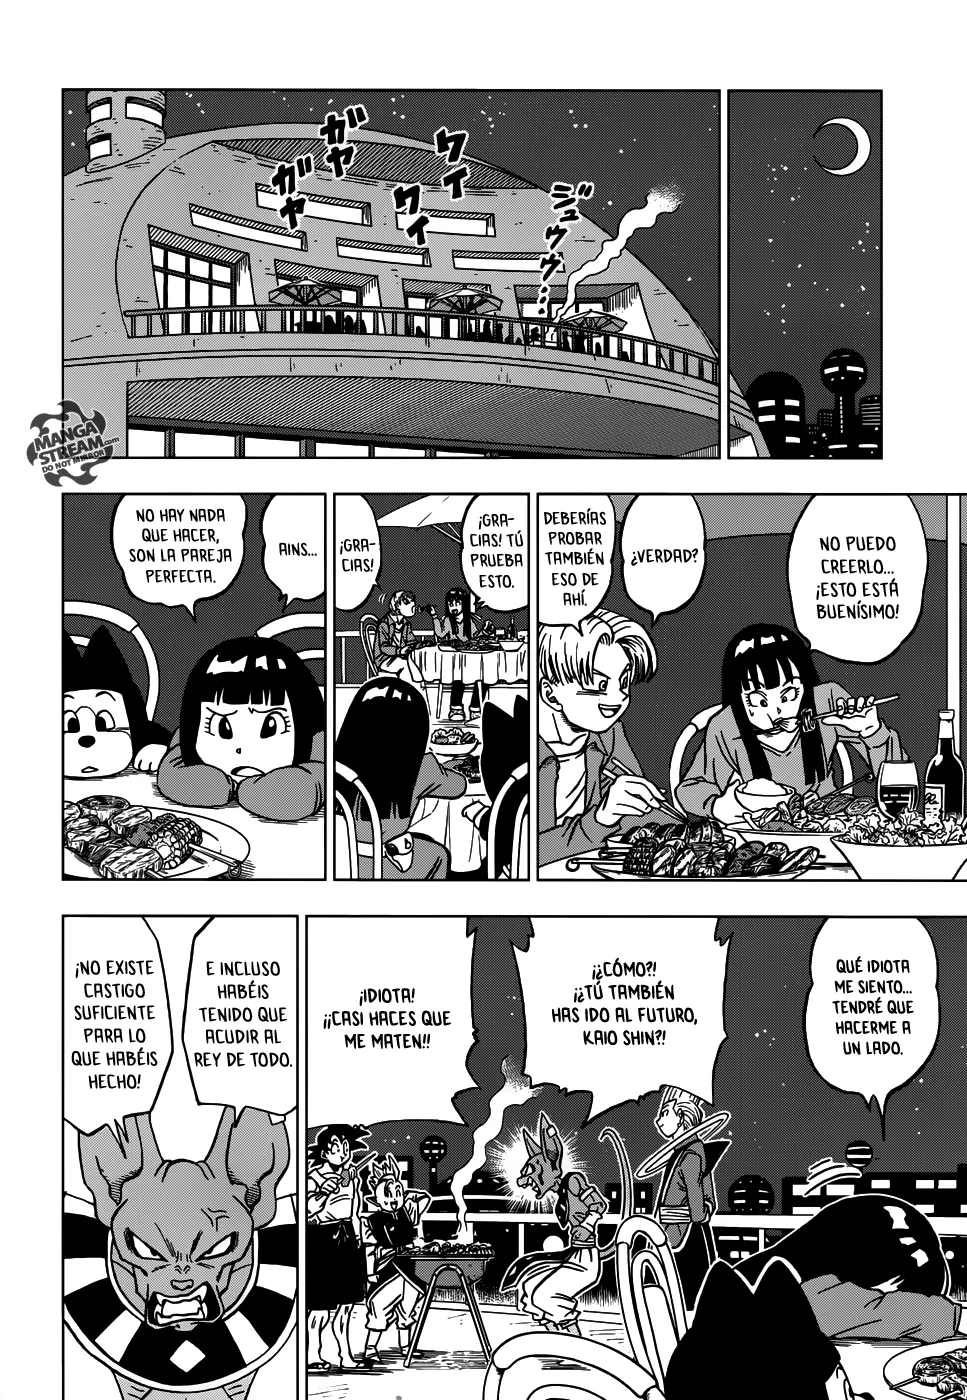 ガヤ
ガヤ
ワイ
ワイ
ジュウウウ…
MANGA
STREAM.com
DO NOT MIRROR
NO PUEDO
CREERLO...
¡ESTO ESTÁ
BUENÍSIMO!
¿VERDAD?
DEBERÍAS
PROBAR
TAMBIÉN
ESO DE
AHÍ.
¡GRA-
CIAS! TÚ
PRUEBA
ESTO.
¡GRA-
CIAS!
AINS...
NO HAY NADA
QUE HACER,
SON LA PAREJA
PERFECTA.
QUÉ IDIOTA
ME SIENTO...
TENDRÉ QUE
HACERME A
UN LADO.
¡¿CÓMO?!
¡¿TÚ TAMBIÉN
HAS IDO AL FUTURO,
KAIO SHIN?!
¡IDIOTA!
¡¡CASI HACES QUE
ME MATEN!!
E INCLUSO
HABÉIS
TENIDO QUE
ACUDIR AL
REY DE TODO.
¡NO EXISTE
CASTIGO
SUFICIENTE
PARA LO
QUE HABÉIS
HECHO!